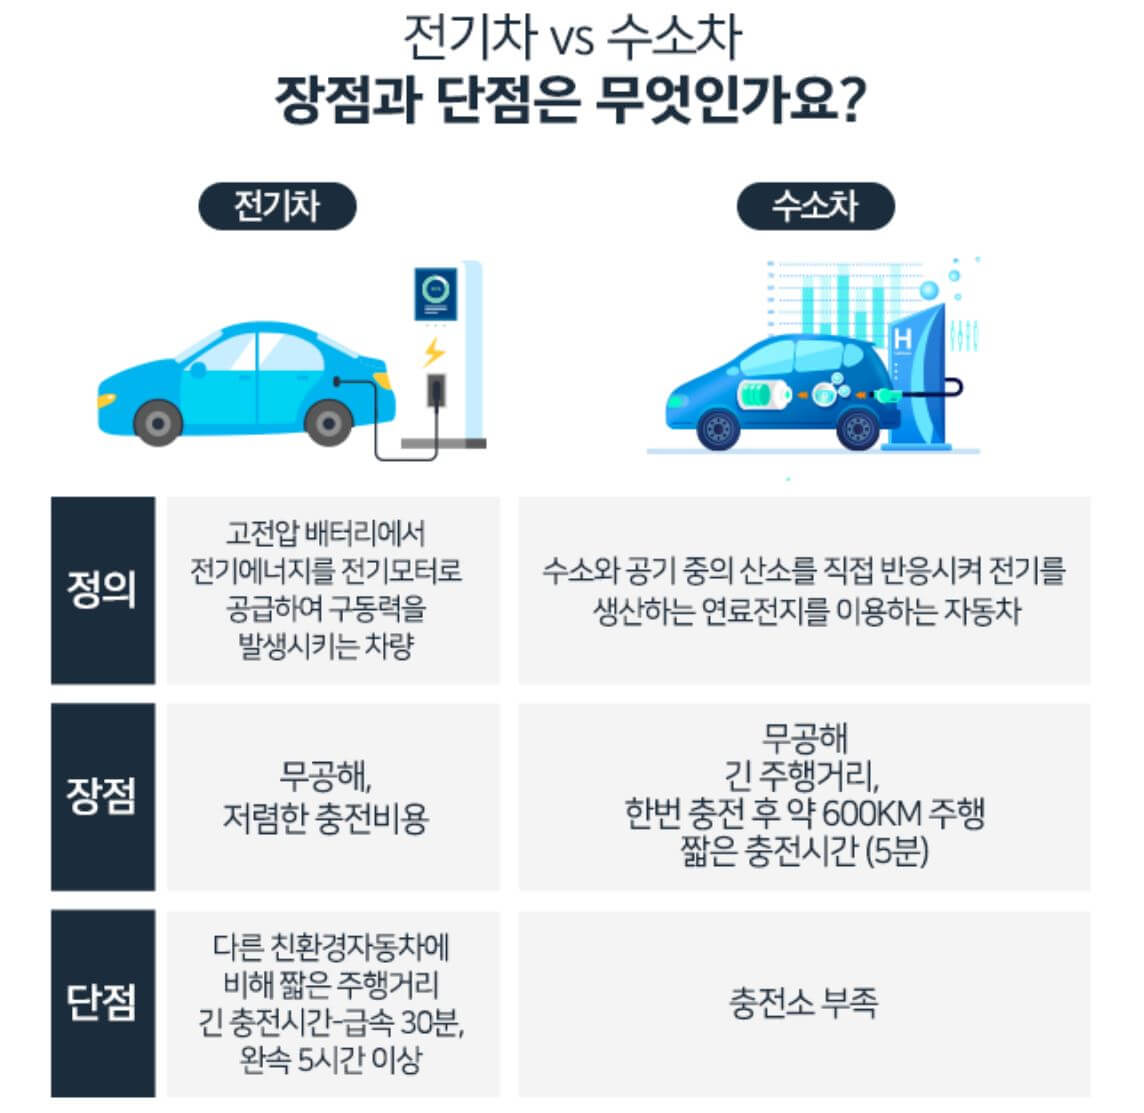 전기차 vs 수소차
장점과 단점은 무엇인가요?
전기차
수소차
H
정의
고전압 배터리에서
전기에너지를 전기모터로
공급하여 구동력을
발생시키는 차량
수소와 공기 중의 산소를 직접 반응시켜 전기를
생산하는 연료전지를 이용하는 자동차
장점
무공해,
저렴한 충전비용
무공해
긴 주행거리,
한번 충전 후 약 600KM 주행
짧은 충전시간 (5분)
단점
다른 친환경자동차에
비해 짧은 주행거리
긴 충전시간-급속 30분,
완속 5시간 이상
충전소 부족